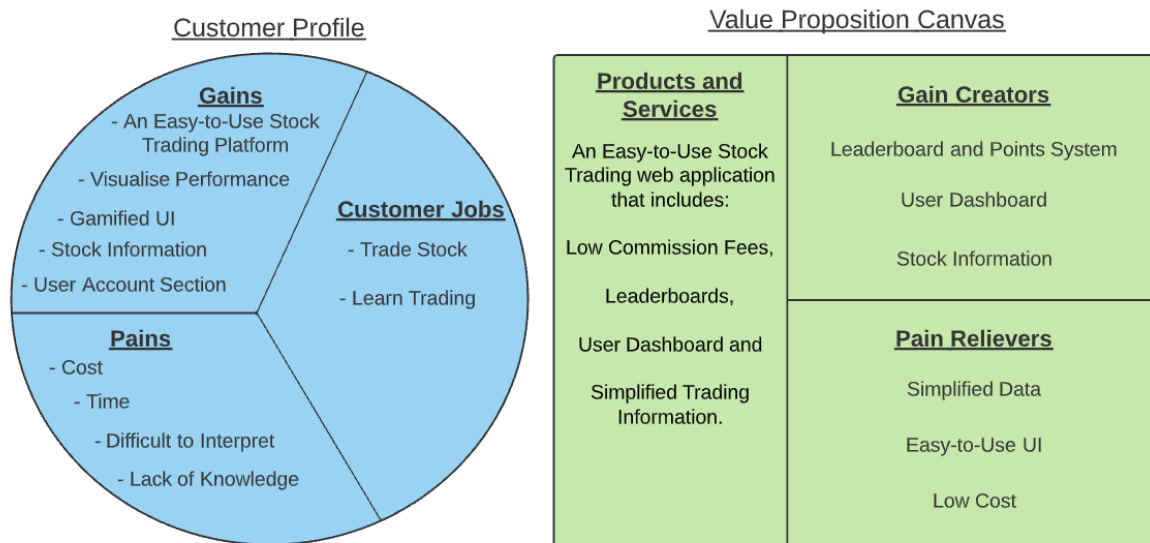 Customer Profile
Gains
- An Easy-to-Use Stock
Trading Platform
- Visualise Performance
- Gamified UI
- Stock Information
- User Account Section
Customer Jobs
- Trade Stock
- Learn Trading
Pains
- Cost
- Time
- Difficult to Interpret
- Lack of Knowledge
Value Proposition Canvas
Products and
Services
An Easy-to-Use Stock
Trading web application
that includes:
Low Commission Fees,
Leaderboards,
User Dashboard and
Simplified Trading
Information.
Gain Creators
Leaderboard and Points System
User Dashboard
Stock Information
Pain Relievers
Simplified Data
Easy-to-Use UI
Low Cost